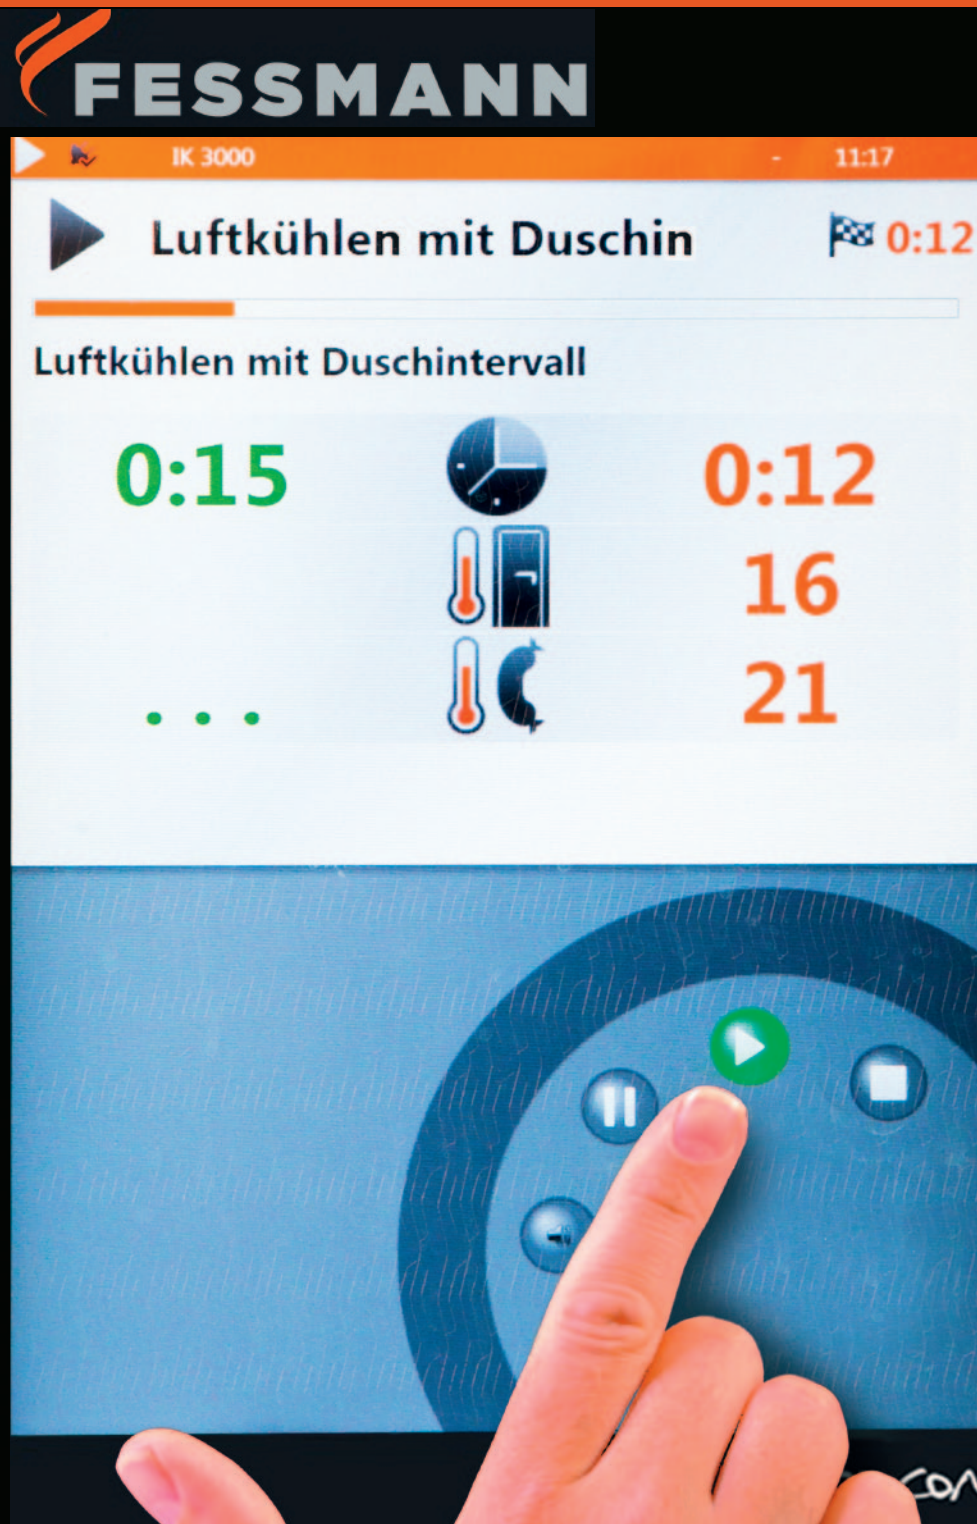 FESSMANN
IK 3000 - 11:17
Luftkühlen mit Duschin 0:12
Luftkühlen mit Duschintervall
0:15 0:12
16
. . . 21